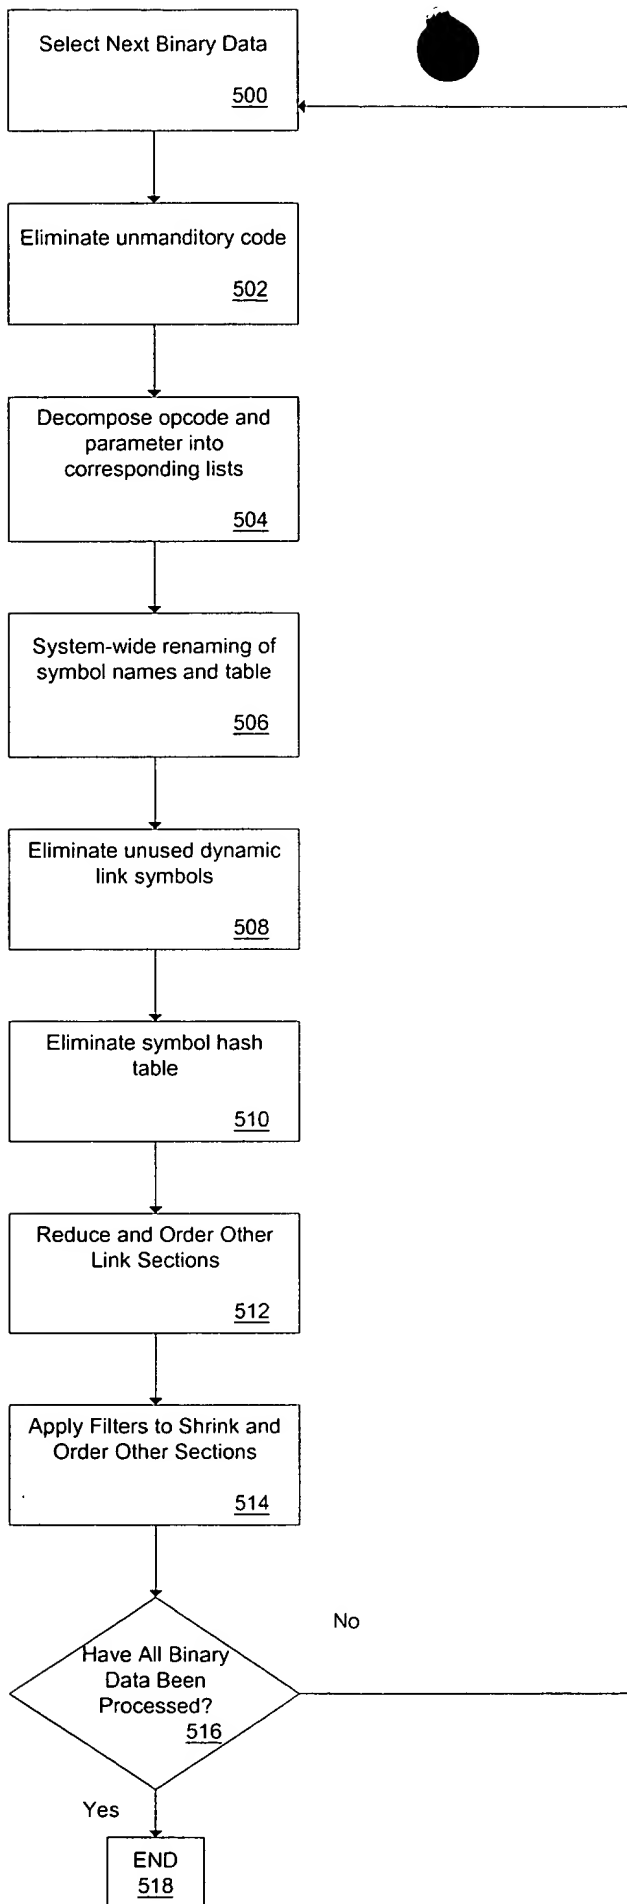 Select Next Binary Data
500
Eliminate unmanditory code
502
Decompose opcode and
parameter into
corresponding lists
504
System-wide renaming of
symbol names and table
506
Eliminate unused dynamic
link symbols
508
Eliminate symbol hash
table
510
Reduce and Order Other
Link Sections
512
Apply Filters to Shrink and
Order Other Sections
514
No
Have All Binary
Data Been
Processed?
516
Yes
END
518